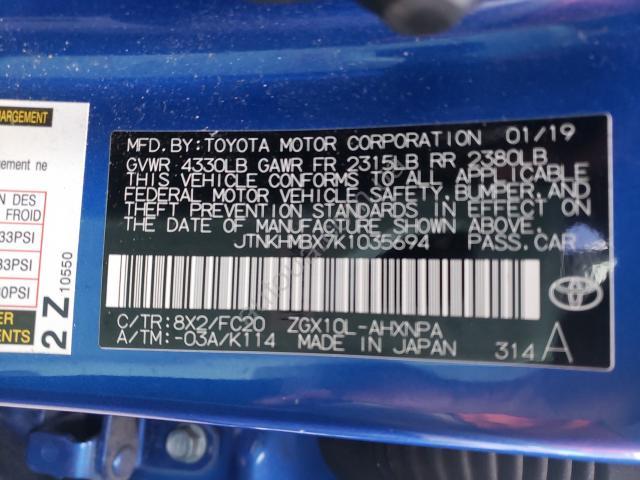 ARGEMENT
itement ne
ON DES
FROID
33PSI
33PSI
0PSI
ER
ENTS
2Z 10550
MFD. BY: TOYOTA MOTOR CORPORATION 01/19
GVWR 4330LB GAWR FR 2315LB RR 2380LB
THIS VEHICLE CONFORMS TO ALL APPLICABLE
FEDERAL MOTOR VEHICLE SAFETY, BUMPER, AND
THEFT PREVENTION STANDARDS IN EFFECT ON
THE DATE OF MANUFACTURE SHOWN ABOVE.
JTNKHMBX7K1035694 PASS.CAR
C/TR: 8X2/FC20 ZGX10L-AHXNPA
A/TM: -03A/K114 MADE IN JAPAN 314 A